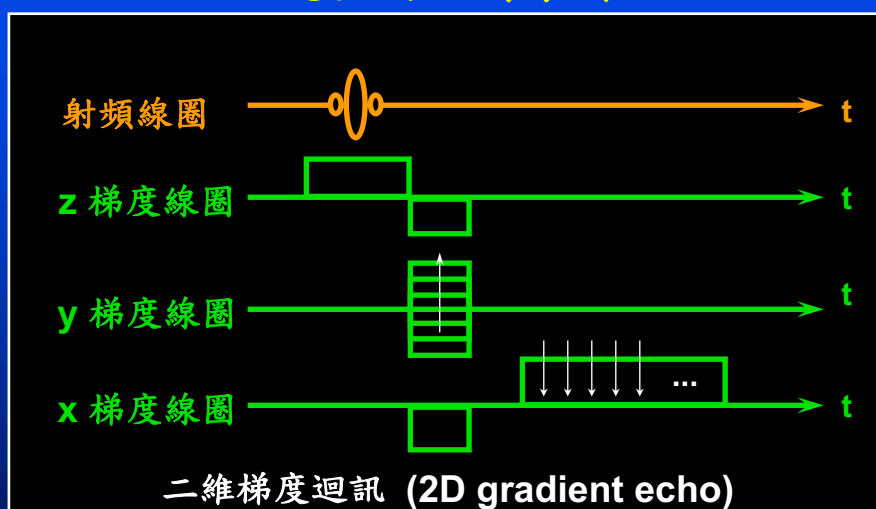 射頻線圈 t
z 梯度線圈 t
y 梯度線圈 t
...
x 梯度線圈 t
二維梯度迴訊 (2D gradient echo)